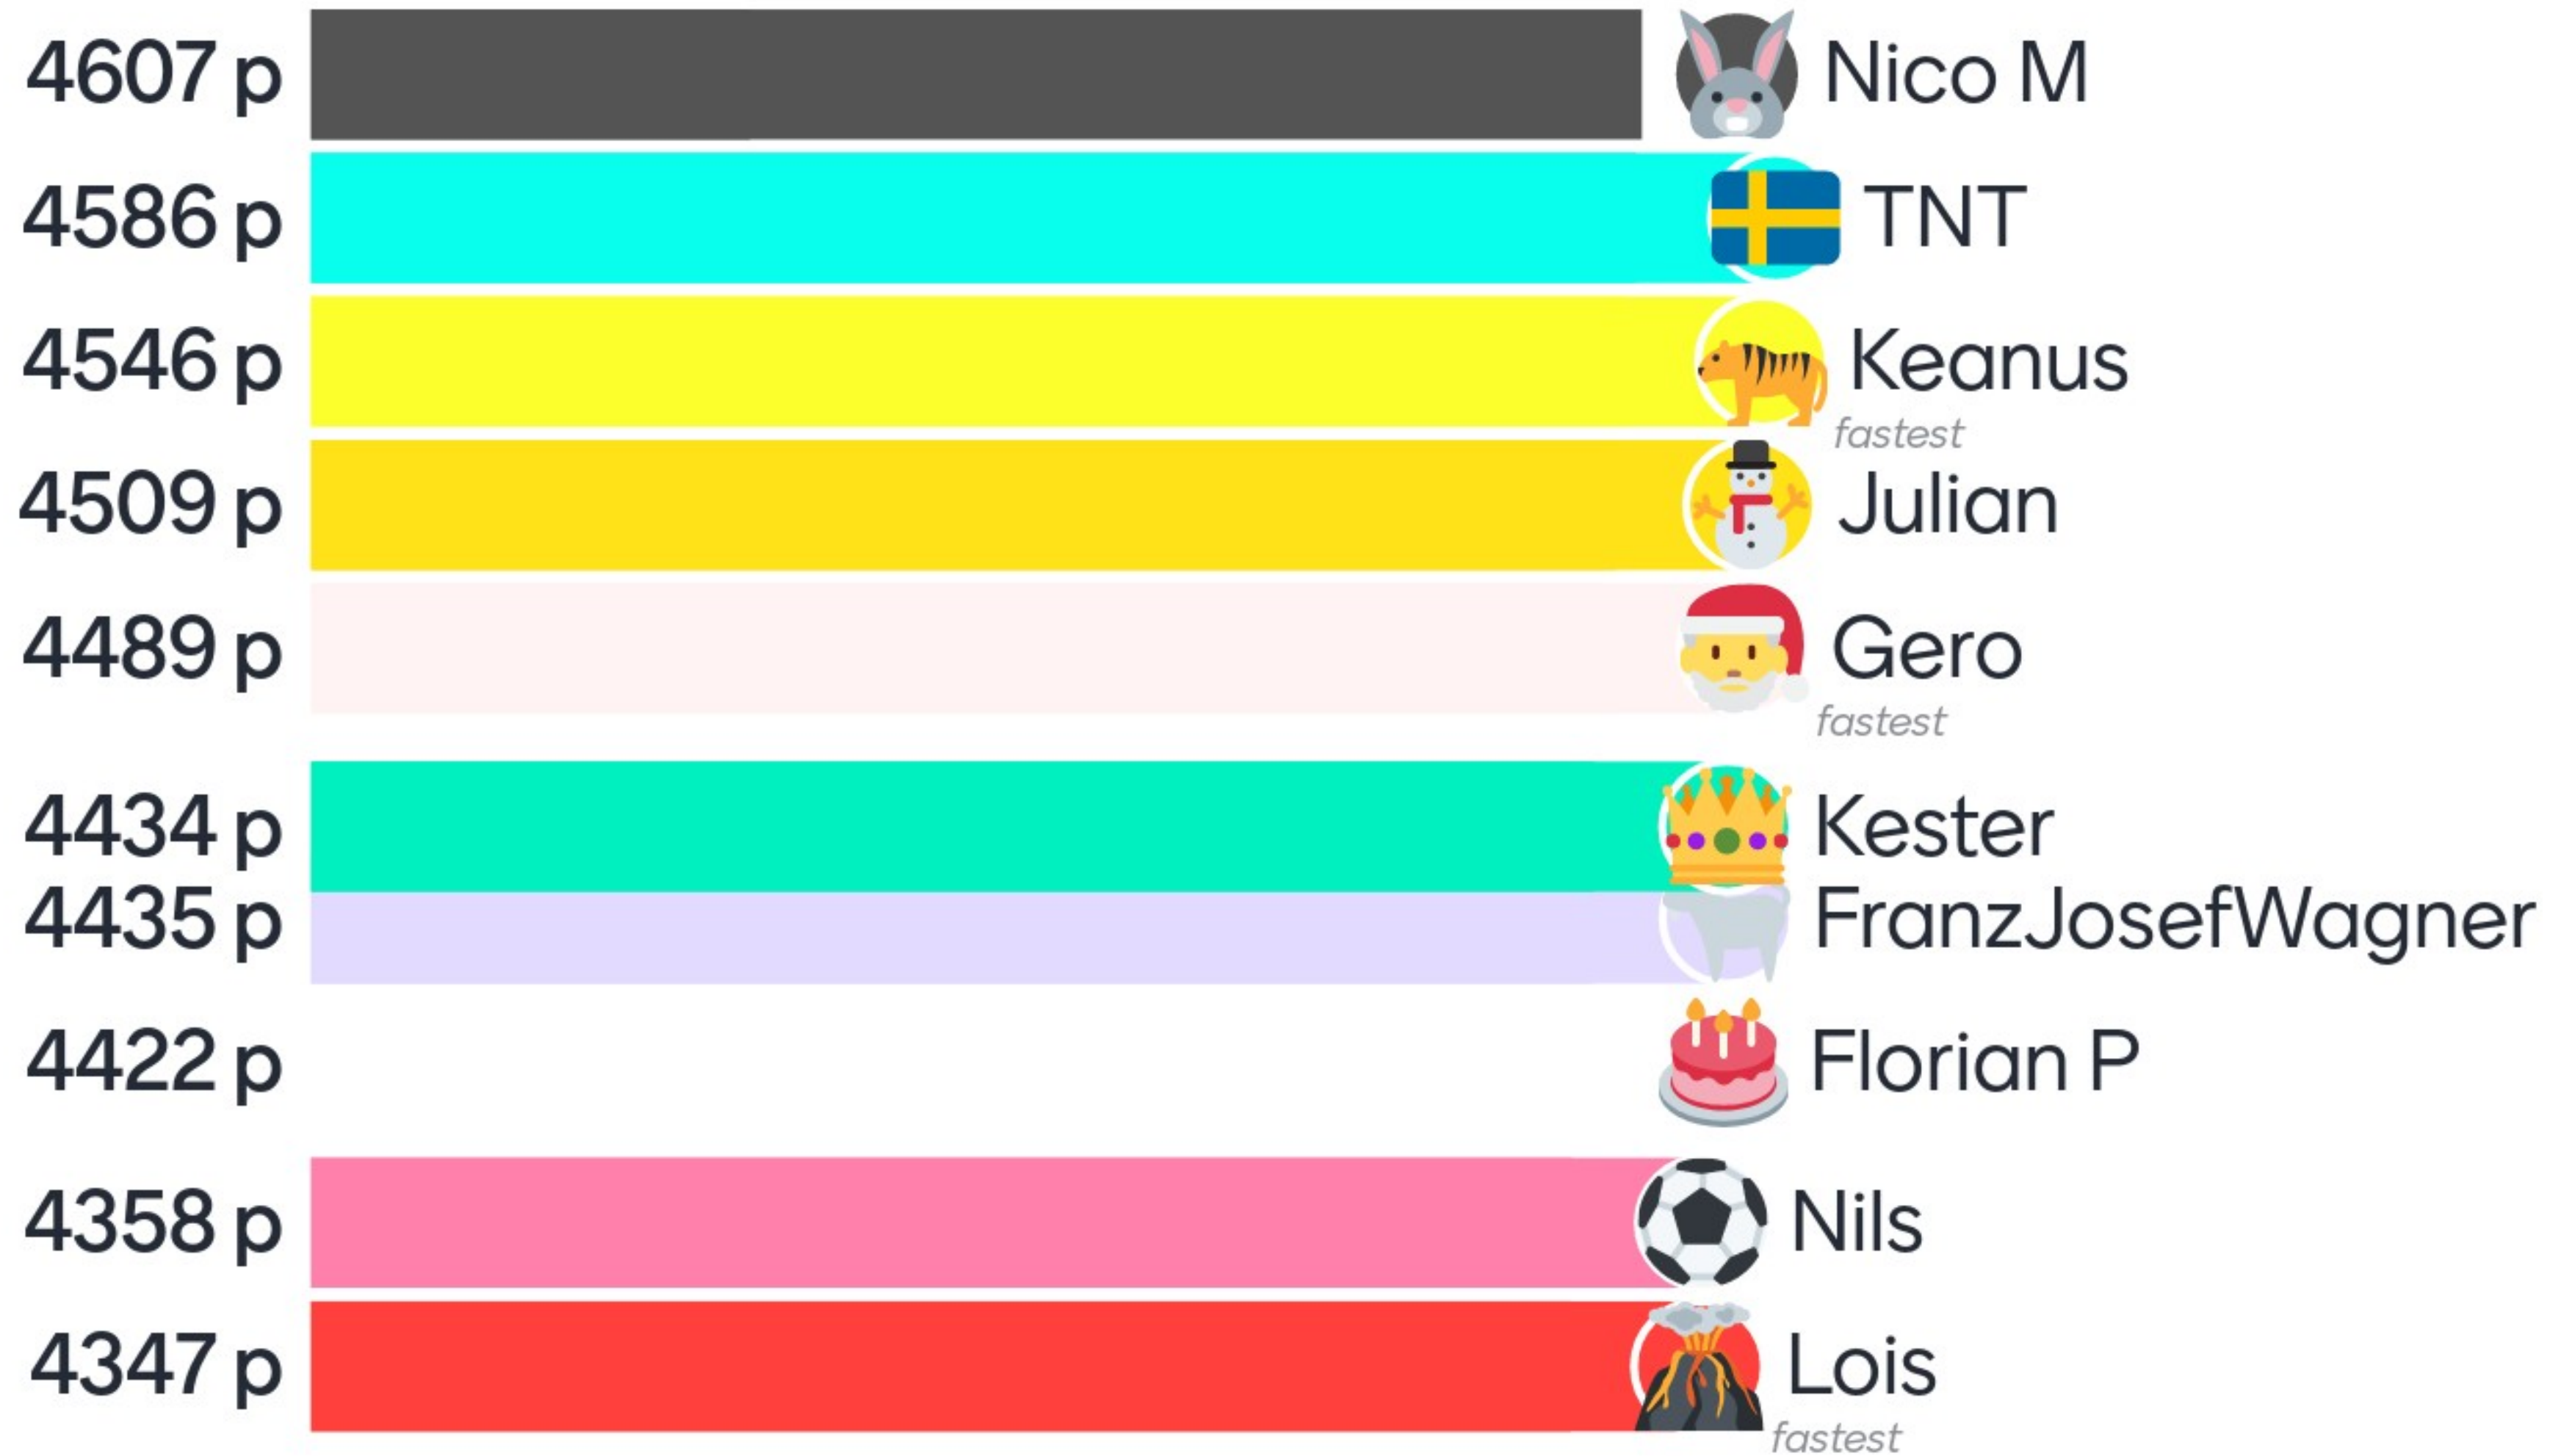 4607 p Nico M
4586 p TNT
4546 p Keanus
fastest
4509 p Julian
4489 p Gero
fastest
4434 p Kester
4435 p FranzJosefWagner
4422 p Florian P
4358 p Nils
4347 p Lois
fastest